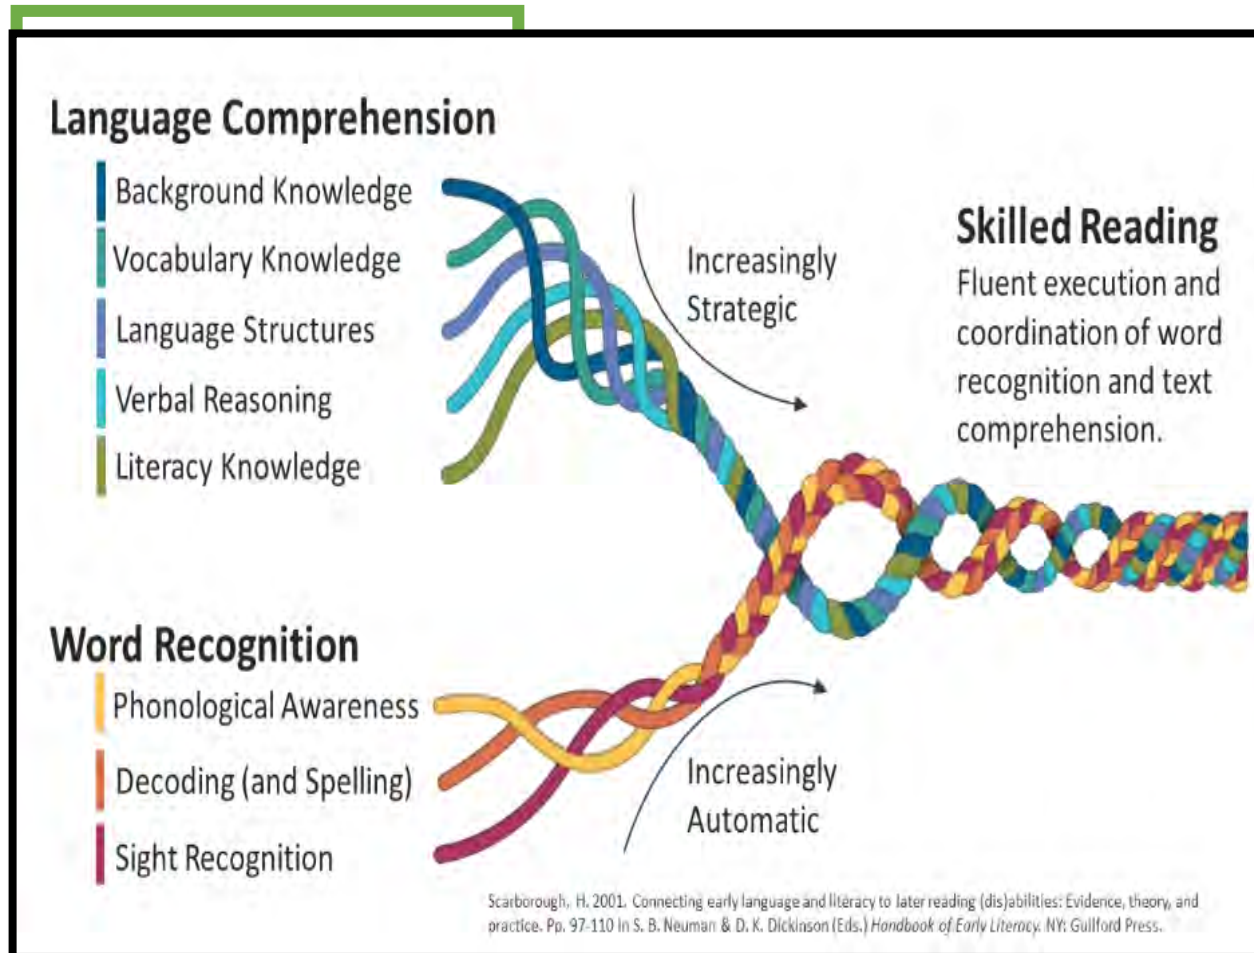 Language Comprehension
Background Knowledge
Vocabulary Knowledge
Language Structures
Verbal Reasoning
Literacy Knowledge
Increasingly
Strategic
Skilled Reading
Fluent execution and
coordination of word
recognition and text
comprehension.
Word Recognition
Phonological Awareness
Decoding (and Spelling)
Sight Recognition
Increasingly
Automatic
Scarborough, H. 2001. Connecting early language and literacy to later reading (dis)abilities: Evidence, theory, and
practice. Pp. 97-110 in S. B. Neuman & D. K. Dickinson (Eds.) Handbook of Early Literacy. NY: Guilford Press.